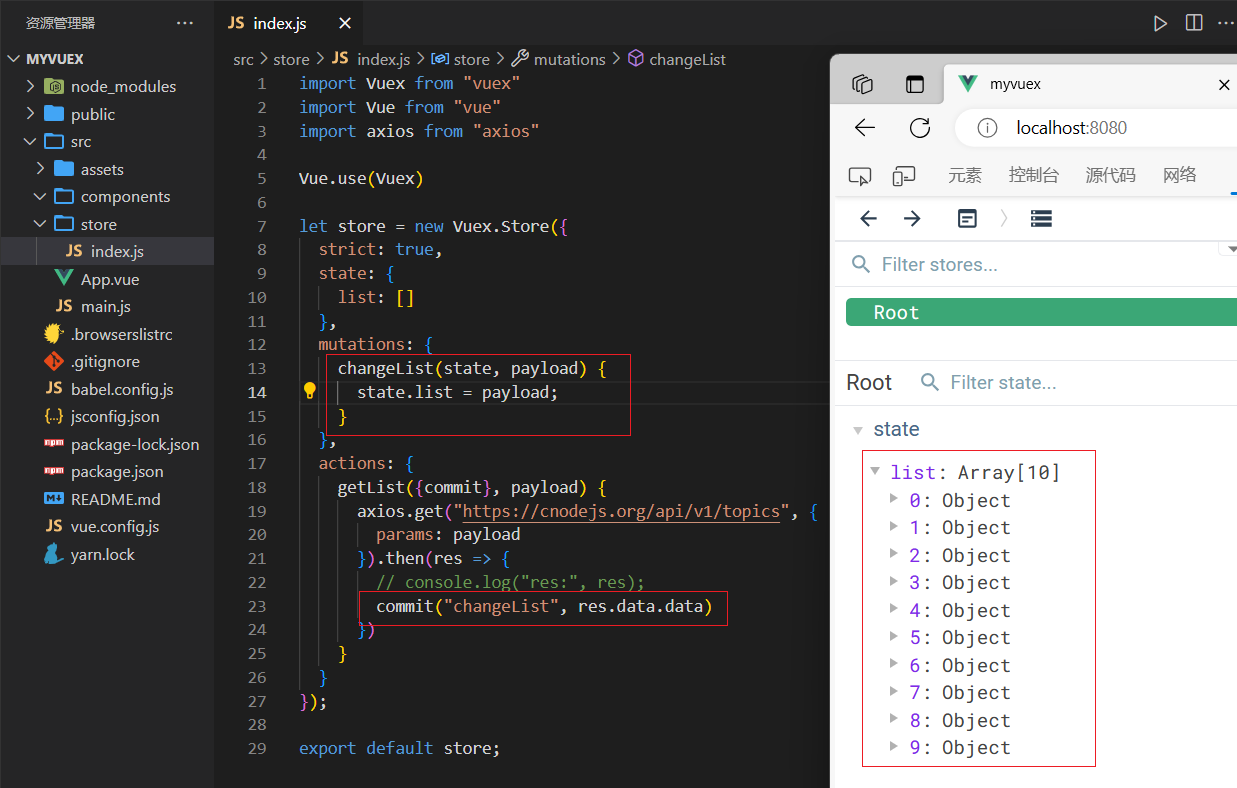 资源管理器 ···
MYVUEX
node_modules
public
src
assets
components
store
JS index.js
App.vue
JS main.js
.browserslistrc
.gitignore
JS babel.config.js
{..} jsconfig.json
npm package-lock.json
npm package.json
M↓ README.md
JS vue.config.js
yarn.lock
JS index.js ×
src > store > JS index.js > store > mutations > changeList
1 import Vuex from "vuex"
2 import Vue from "vue"
3 import axios from "axios"
4
5 Vue.use(Vuex)
6
7 let store = new Vuex.Store({
8 strict: true,
9 state: {
10 list: []
11 },
12 mutations: {
13 changeList(state, payload) {
14 state.list = payload;
15 }
16 },
17 actions: {
18 getList({commit}, payload) {
19 axios.get("https://cnodejs.org/api/v1/topics", {
20 params: payload
21 }).then(res => {
22 // console.log("res:", res);
23 commit("changeList", res.data.data)
24 })
25 }
26 }
27 });
28
29 export default store;
myvuex ×
localhost:8080
元素 控制台 源代码 网络
Filter stores...
Root
Root Filter state...
state
list: Array[10]
0: Object
1: Object
2: Object
3: Object
4: Object
5: Object
6: Object
7: Object
8: Object
9: Object